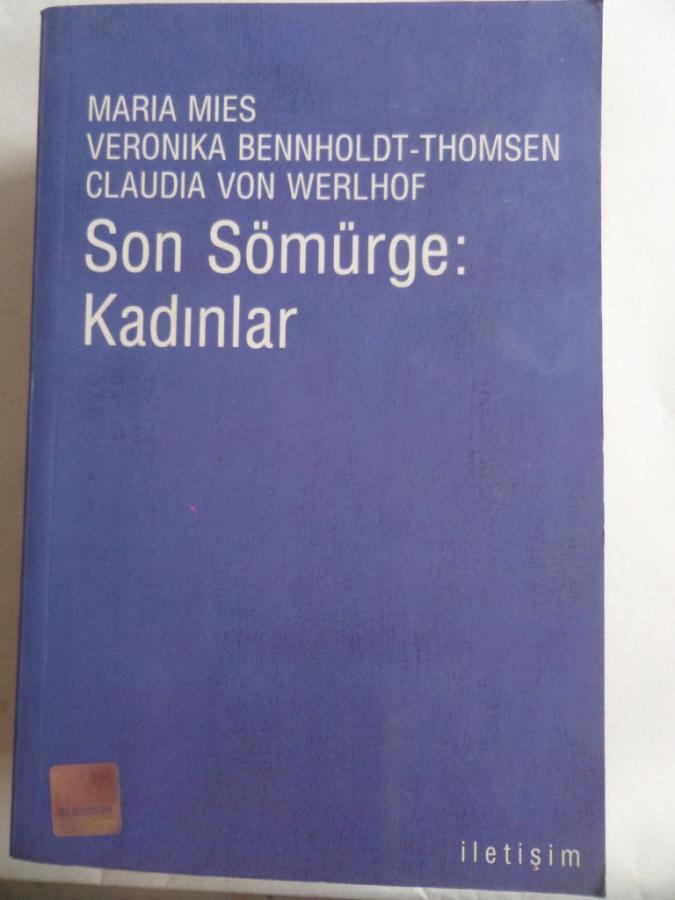 MARIA MIES
VERONIKA BENNHOLDT-THOMSEN
CLAUDIA VON WERLHOF
Son Sömürge:
Kadınlar
iletişim